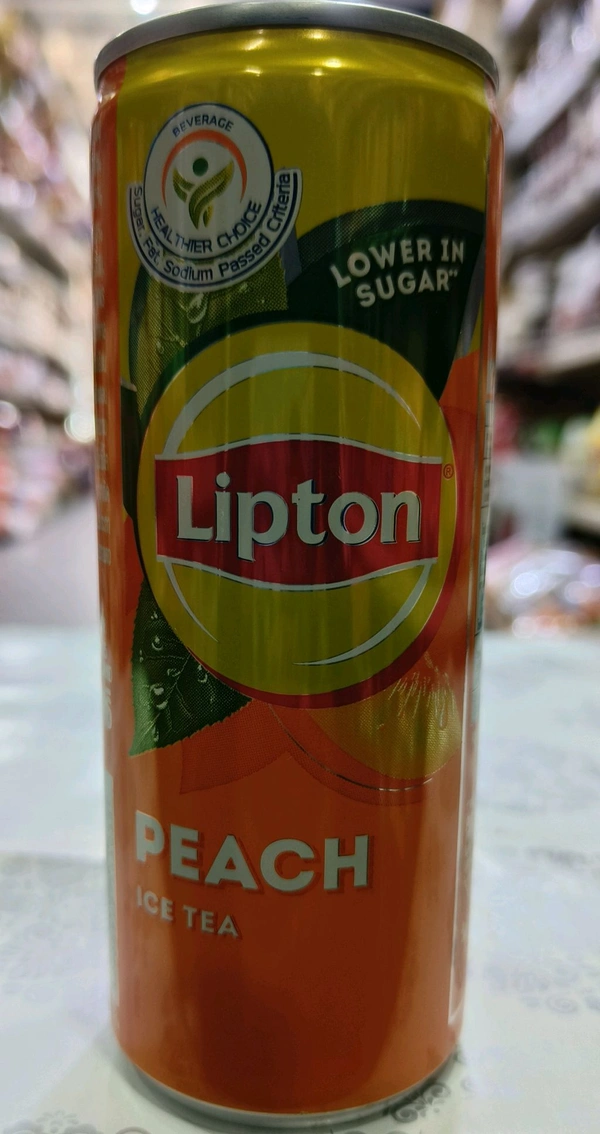 BEVERAGE
HEALTHIER CHOICE
Sugar, Fat, Sodium Passed Criteria
LOWER IN
SUGAR**
Lipton®
PEACH
ICE TEA